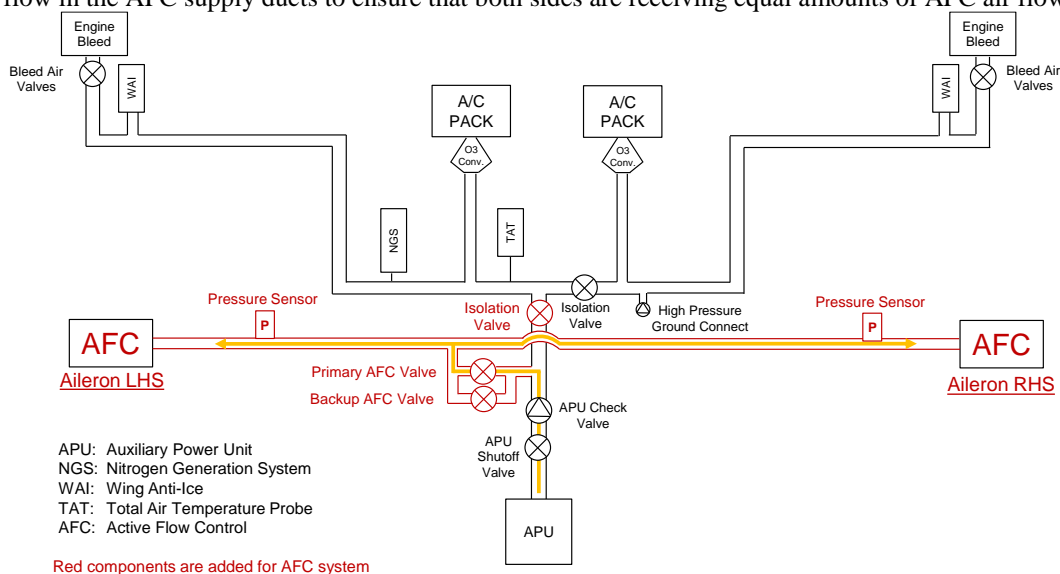 flow in the AFC supply ducts to ensure that both sides are receiving equal amounts of AFC air flow
Engine
Bleed
Engine
Bleed
Bleed Air
Valves
WAI
A/C
PACK
A/C
PACK
WAI
Bleed Air
Valves
O3
Conv.
O3
Conv.
NGS
TAT
Pressure Sensor
Isolation
Valve
Isolation
Valve
High Pressure
Ground Connect
Pressure Sensor
P
P
AFC
AFC
Aileron LHS
Primary AFC Valve
Backup AFC Valve
Aileron RHS
APU Check
Valve
APU
Shutoff
Valve
APU
APU: Auxiliary Power Unit
NGS: Nitrogen Generation System
WAI: Wing Anti-Ice
TAT: Total Air Temperature Probe
AFC: Active Flow Control
Red components are added for AFC system